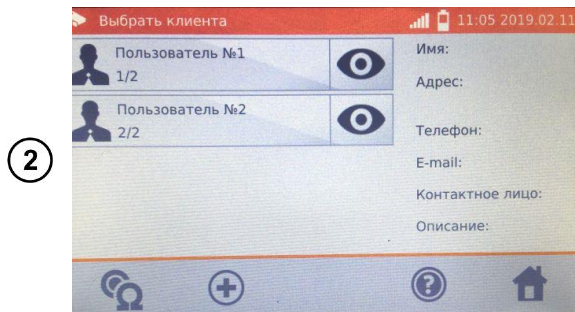 Выбрать клиента
11:05 2019.02.11
Пользователь №1
1/2
Пользователь №2
2/2
Имя:
Адрес:
Телефон:
E-mail:
Контактное лицо:
Описание:
2